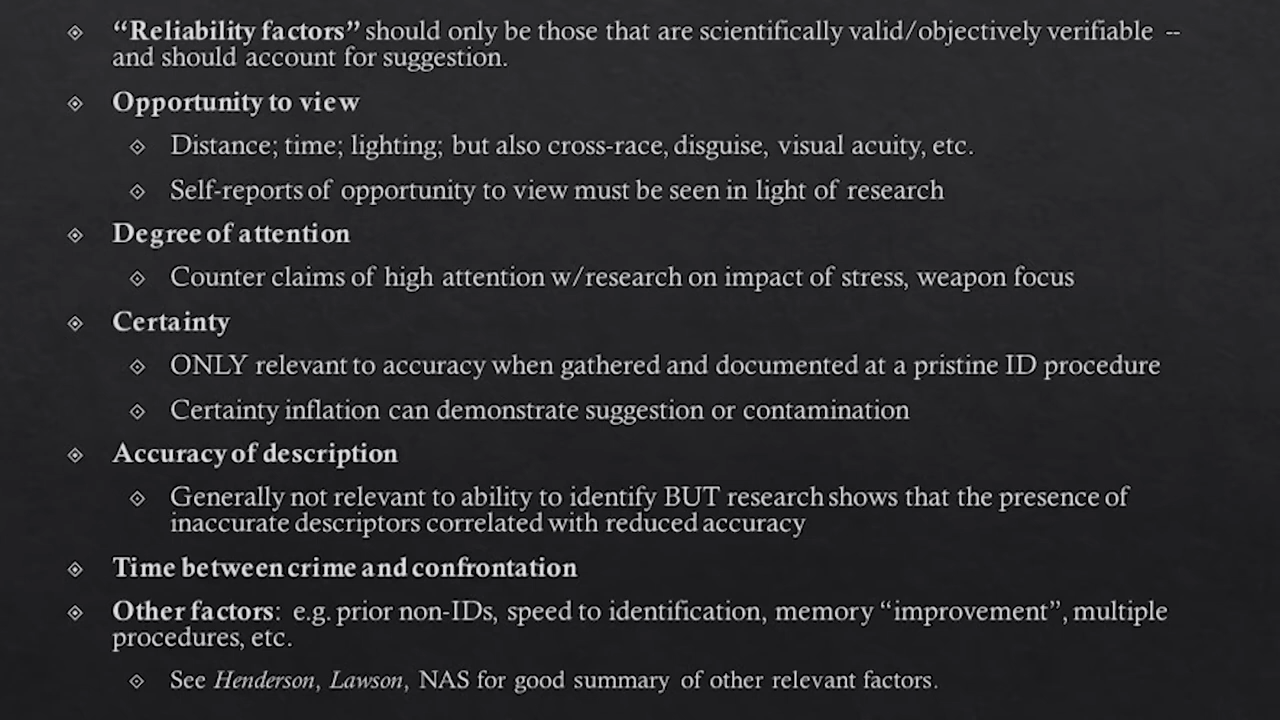 “Reliability factors” should only be those that are scientifically valid/objectively verifiable --
and should account for suggestion.
Opportunity to view
Distance; time; lighting; but also cross-race, disguise, visual acuity, etc.
Self-reports of opportunity to view must be seen in light of research
Degree of attention
Counter claims of high attention w/research on impact of stress, weapon focus
Certainty
ONLY relevant to accuracy when gathered and documented at a pristine ID procedure
Certainty inflation can demonstrate suggestion or contamination
Accuracy of description
Generally not relevant to ability to identify BUT research shows that the presence of
inaccurate descriptors correlated with reduced accuracy
Time between crime and confrontation
Other factors: e.g. prior non-IDs, speed to identification, memory “improvement”, multiple
procedures, etc.
See Henderson, Lawson, NAS for good summary of other relevant factors.